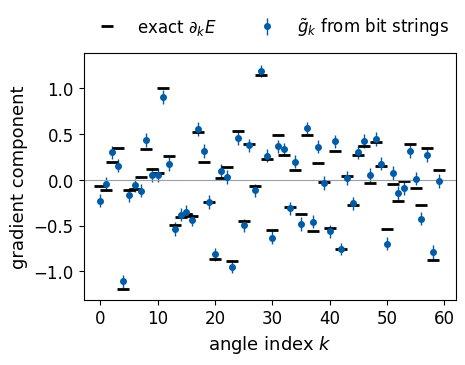 exact ∂ₖE
g̃ₖ from bit strings
gradient component
1.0
0.5
0.0
−0.5
−1.0
0 10 20 30 40 50 60
angle index k